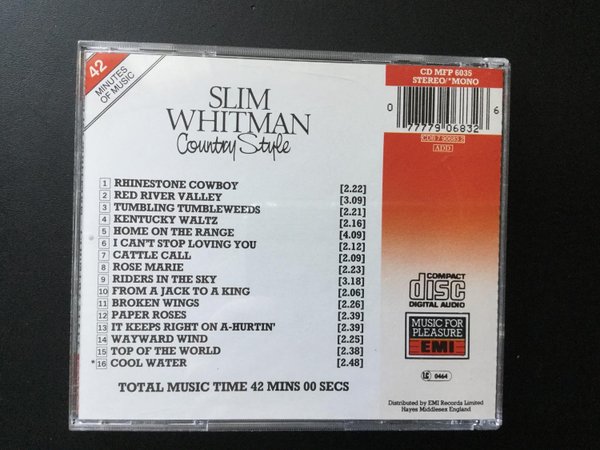 42
MINUTES
OF MUSIC
SLIM
WHITMAN
Country Style
CD MFP 6035
STEREO/*MONO
0 77779 06832 6
ADD
1 RHINESTONE COWBOY [2.22]
2 RED RIVER VALLEY [3.09]
3 TUMBLING TUMBLEWEEDS [2.21]
4 KENTUCKY WALTZ [2.16]
5 HOME ON THE RANGE [4.09]
6 I CAN'T STOP LOVING YOU [2.12]
7 CATTLE CALL [2.09]
8 ROSE MARIE [2.23]
9 RIDERS IN THE SKY [3.18]
10 FROM A JACK TO A KING [2.06]
11 BROKEN WINGS [2.26]
12 PAPER ROSES [2.39]
13 IT KEEPS RIGHT ON A-HURTIN' [2.39]
14 WAYWARD WIND [2.25]
15 TOP OF THE WORLD [2.38]
*16 COOL WATER [2.48]
TOTAL MUSIC TIME 42 MINS 00 SECS
COMPACT
disc
DIGITAL AUDIO
MUSIC FOR
PLEASURE
EMI
0464
Distributed by EMI Records Limited
Hayes Middlesex England